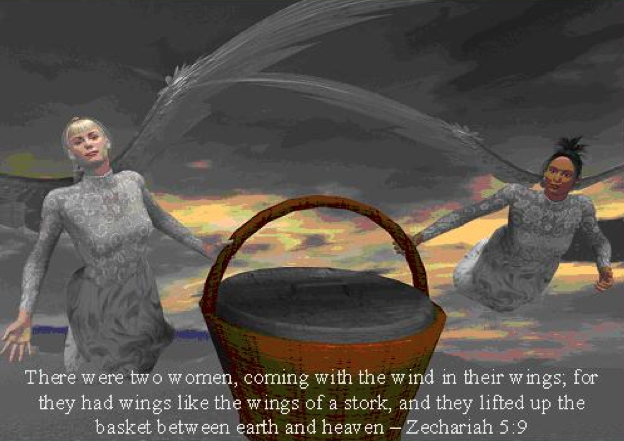 There were two women, coming with the wind in their wings; for
they had wings like the wings of a stork, and they lifted up the
basket between earth and heaven – Zechariah 5:9